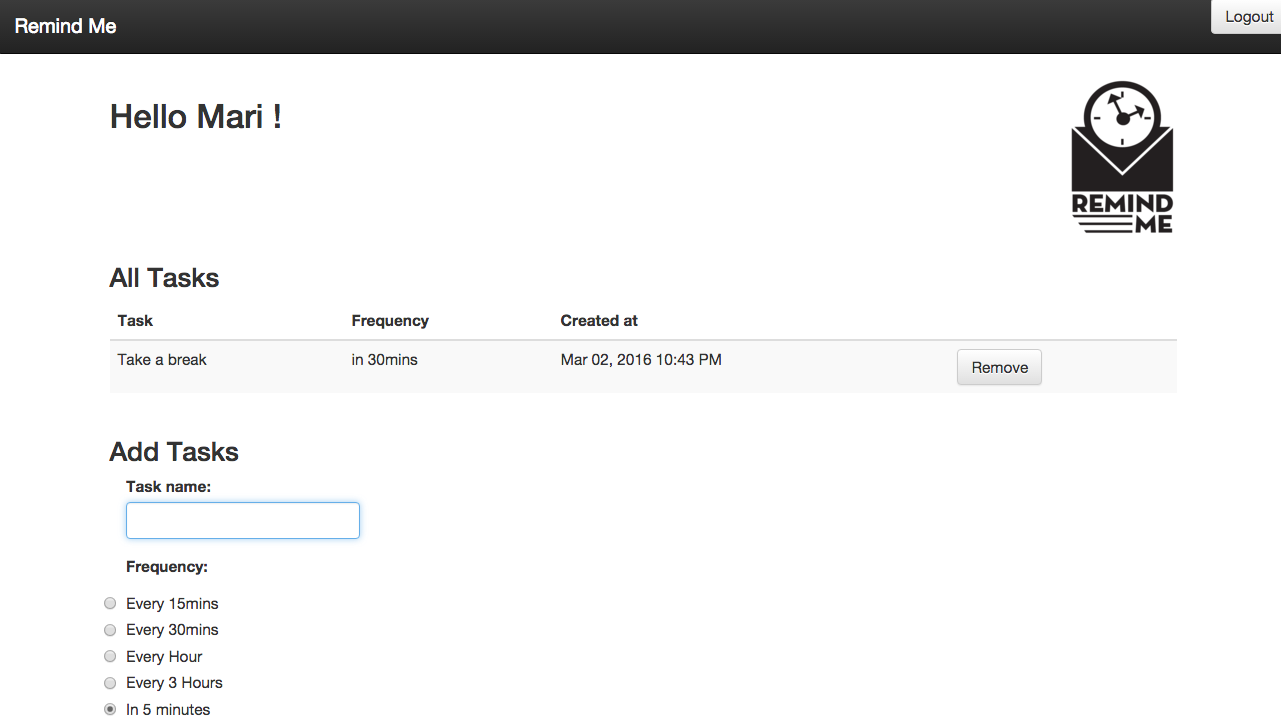 Remind Me
Logout
Hello Mari !
REMIND
ME
All Tasks
Task Frequency Created at
Take a break in 30mins Mar 02, 2016 10:43 PM Remove
Add Tasks
Task name:
Frequency:
Every 15mins
Every 30mins
Every Hour
Every 3 Hours
In 5 minutes